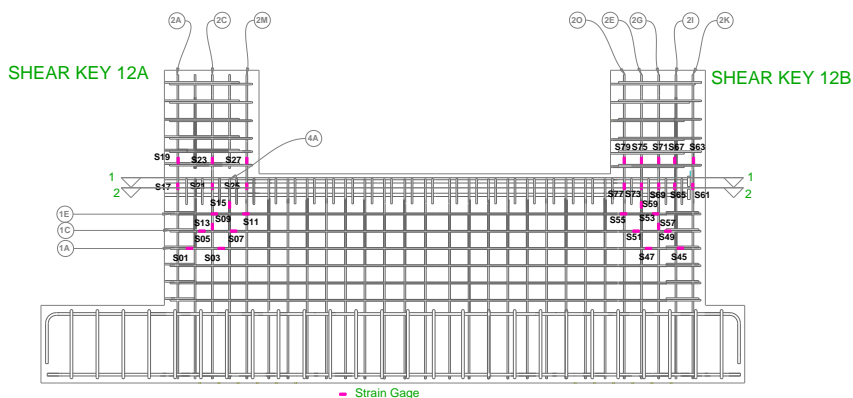 2A 2C 2M 2O 2E 2G 2I 2K
SHEAR KEY 12A SHEAR KEY 12B
4A
S79 S75 S71 S67 S63
S19 S23 S27
1 1
S17 S21 S25 S77 S73 S69 S65 S61
2 2
S15 S59
1E S09 S11 S55 S53
S13 S57
1C S05 S07 S51 S49
1A
S01 S03 S47 S45
Strain Gage